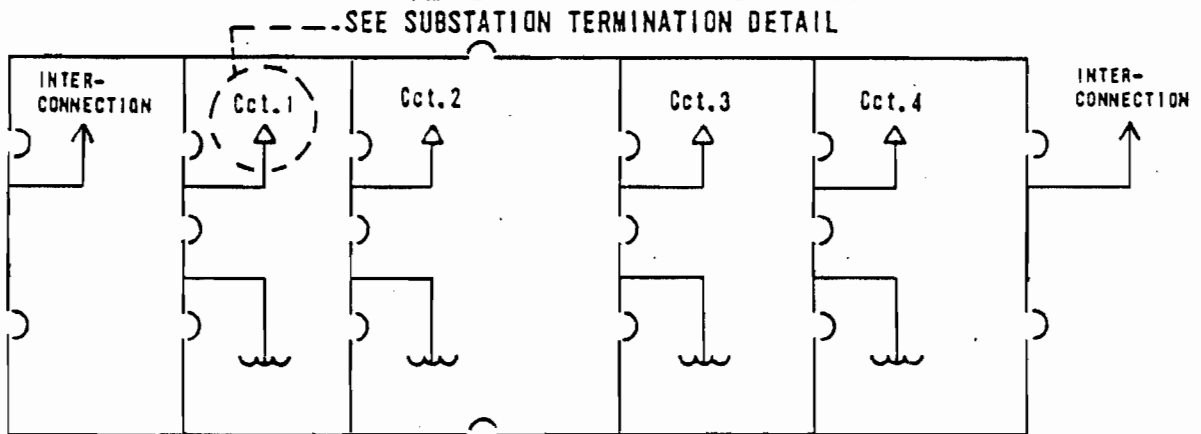 SEE SUBSTATION TERMINATION DETAIL
INTER-
CONNECTION
Cct.1
Cct.2
Cct.3
Cct.4
INTER-
CONNECTION